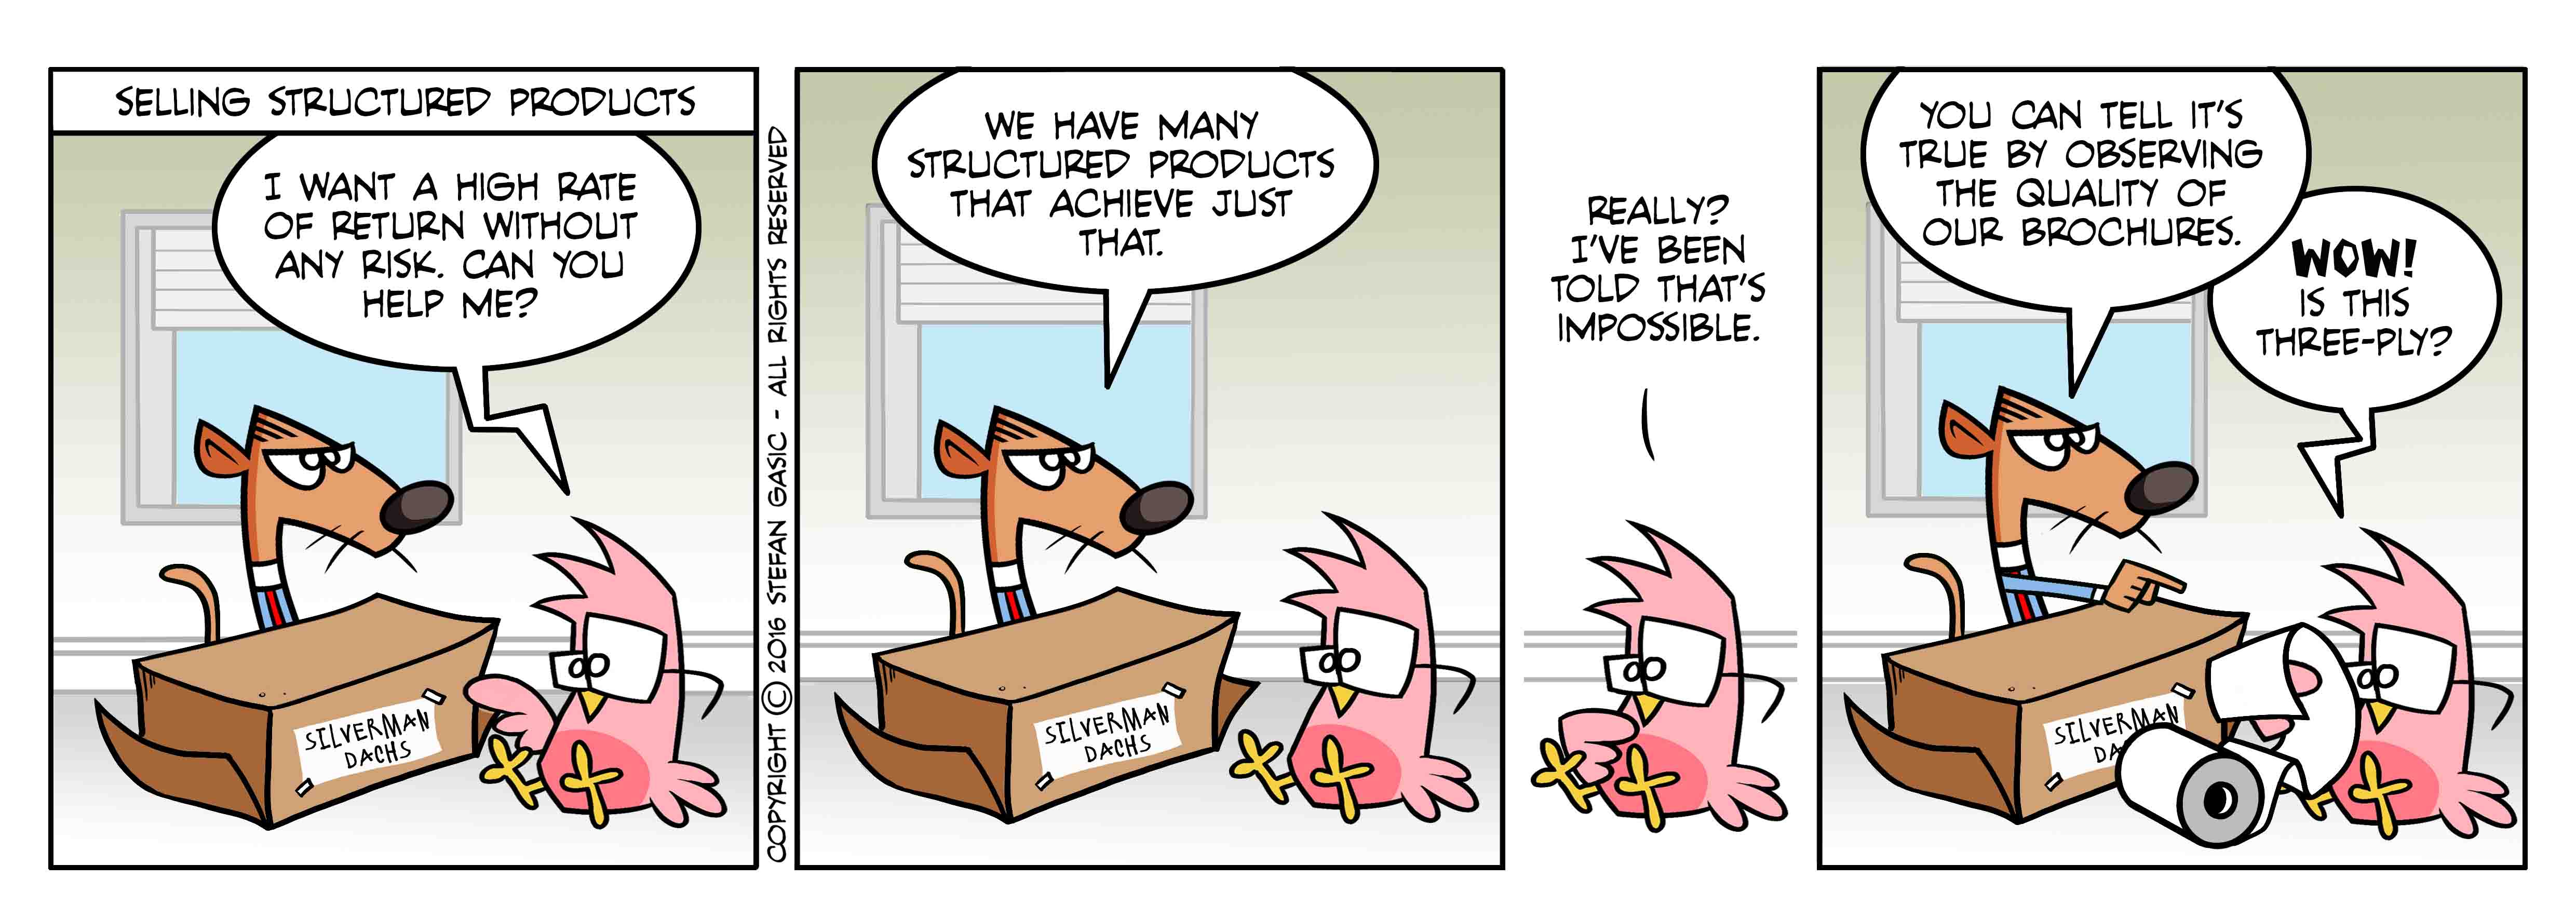 SELLING STRUCTURED PRODUCTS
I WANT A HIGH RATE
OF RETURN WITHOUT
ANY RISK. CAN YOU
HELP ME?
SILVERMAN
DACHS
COPYRIGHT © 2016 STEFAN GASIC - ALL RIGHTS RESERVED
WE HAVE MANY
STRUCTURED PRODUCTS
THAT ACHIEVE JUST
THAT.
SILVERMAN
DACHS
REALLY?
I'VE BEEN
TOLD THAT'S
IMPOSSIBLE.
YOU CAN TELL IT'S
TRUE BY OBSERVING
THE QUALITY OF
OUR BROCHURES.
WOW!
IS THIS
THREE-PLY?
SILVERMAN
DA